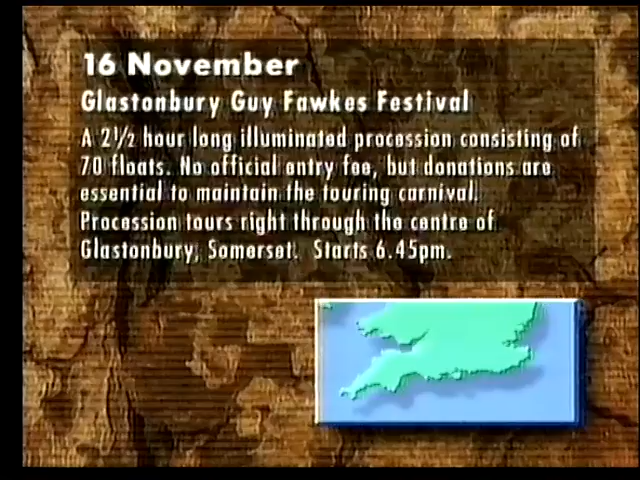 16 November
Glastonbury Guy Fawkes Festival
A 2½ hour long illuminated procession consisting of
70 floats. No official entry fee, but donations are
essential to maintain the touring carnival.
Procession tours right through the centre of
Glastonbury, Somerset. Starts 6.45pm.